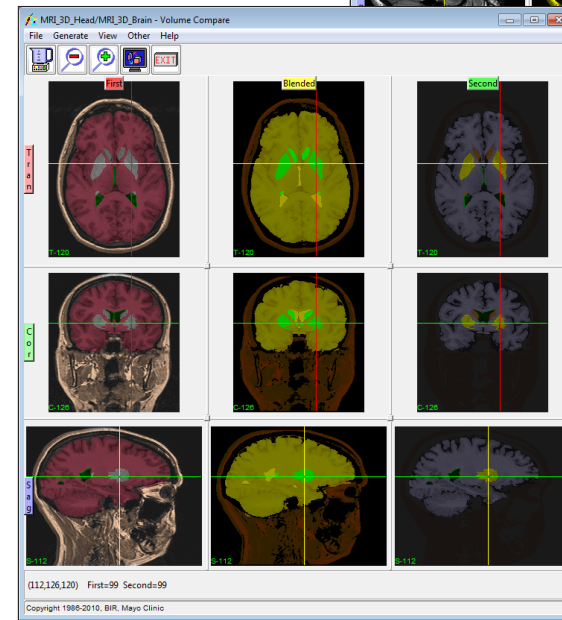 MRI_3D_Head/MRI_3D_Brain - Volume Compare
File Generate View Other Help
EXIT
First Blended Second
Tran
T-120 T-120 T-120
Cor
C-126 C-126 C-126
Sag
S-112 S-112 S-112
(112,126,120) First=99 Second=99
Copyright 1986-2010, BIR, Mayo Clinic